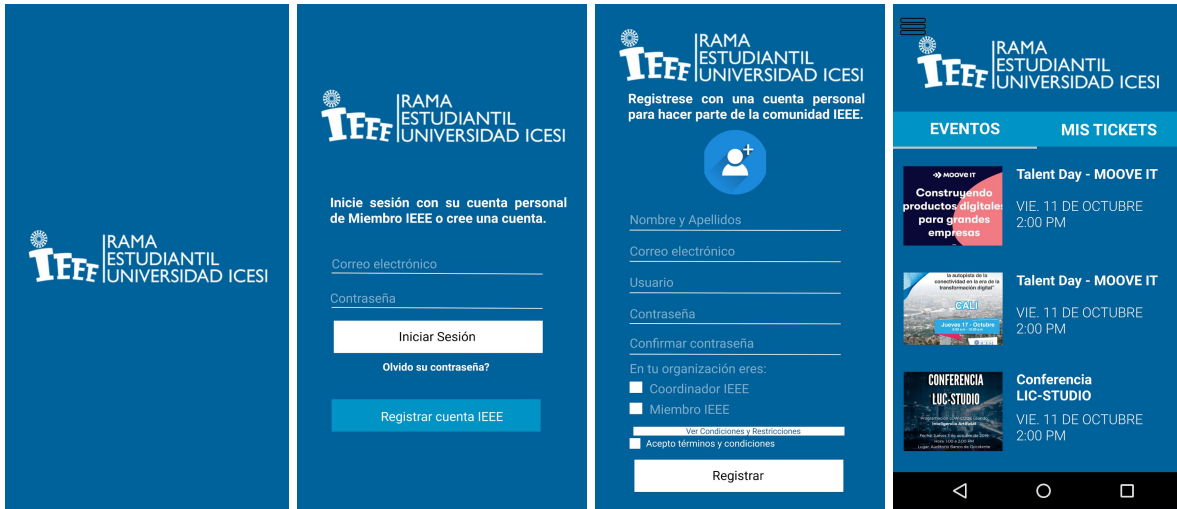 IEEE
RAMA
ESTUDIANTIL
UNIVERSIDAD ICESI
IEEE
RAMA
ESTUDIANTIL
UNIVERSIDAD ICESI
Inicie sesión con su cuenta personal
de Miembro IEEE o cree una cuenta.
Correo electrónico
Contraseña
Iniciar Sesión
Olvido su contraseña?
Registrar cuenta IEEE
IEEE
RAMA
ESTUDIANTIL
UNIVERSIDAD ICESI
Registrese con una cuenta personal
para hacer parte de la comunidad IEEE.
Nombre y Apellidos
Correo electrónico
Usuario
Contraseña
Confirmar contraseña
En tu organización eres:
Coordinador IEEE
Miembro IEEE
Ver Condiciones y Restricciones
Acepto términos y condiciones
Registrar
IEEE
RAMA
ESTUDIANTIL
UNIVERSIDAD ICESI
EVENTOS
MIS TICKETS
MOOVE IT
Construyendo
productos digitales
para grandes
empresas
Talent Day - MOOVE IT
VIE. 11 DE OCTUBRE
2:00 PM
la autopista de la
conectividad en la era de la
transformación digital"
CALI
Jueves 17 - Octubre
Talent Day - MOOVE IT
VIE. 11 DE OCTUBRE
2:00 PM
CONFERENCIA
LUC-STUDIO
Inteligencia Artificial
Lugar: Auditorio Banco de Occidente
Conferencia
LIC-STUDIO
VIE. 11 DE OCTUBRE
2:00 PM